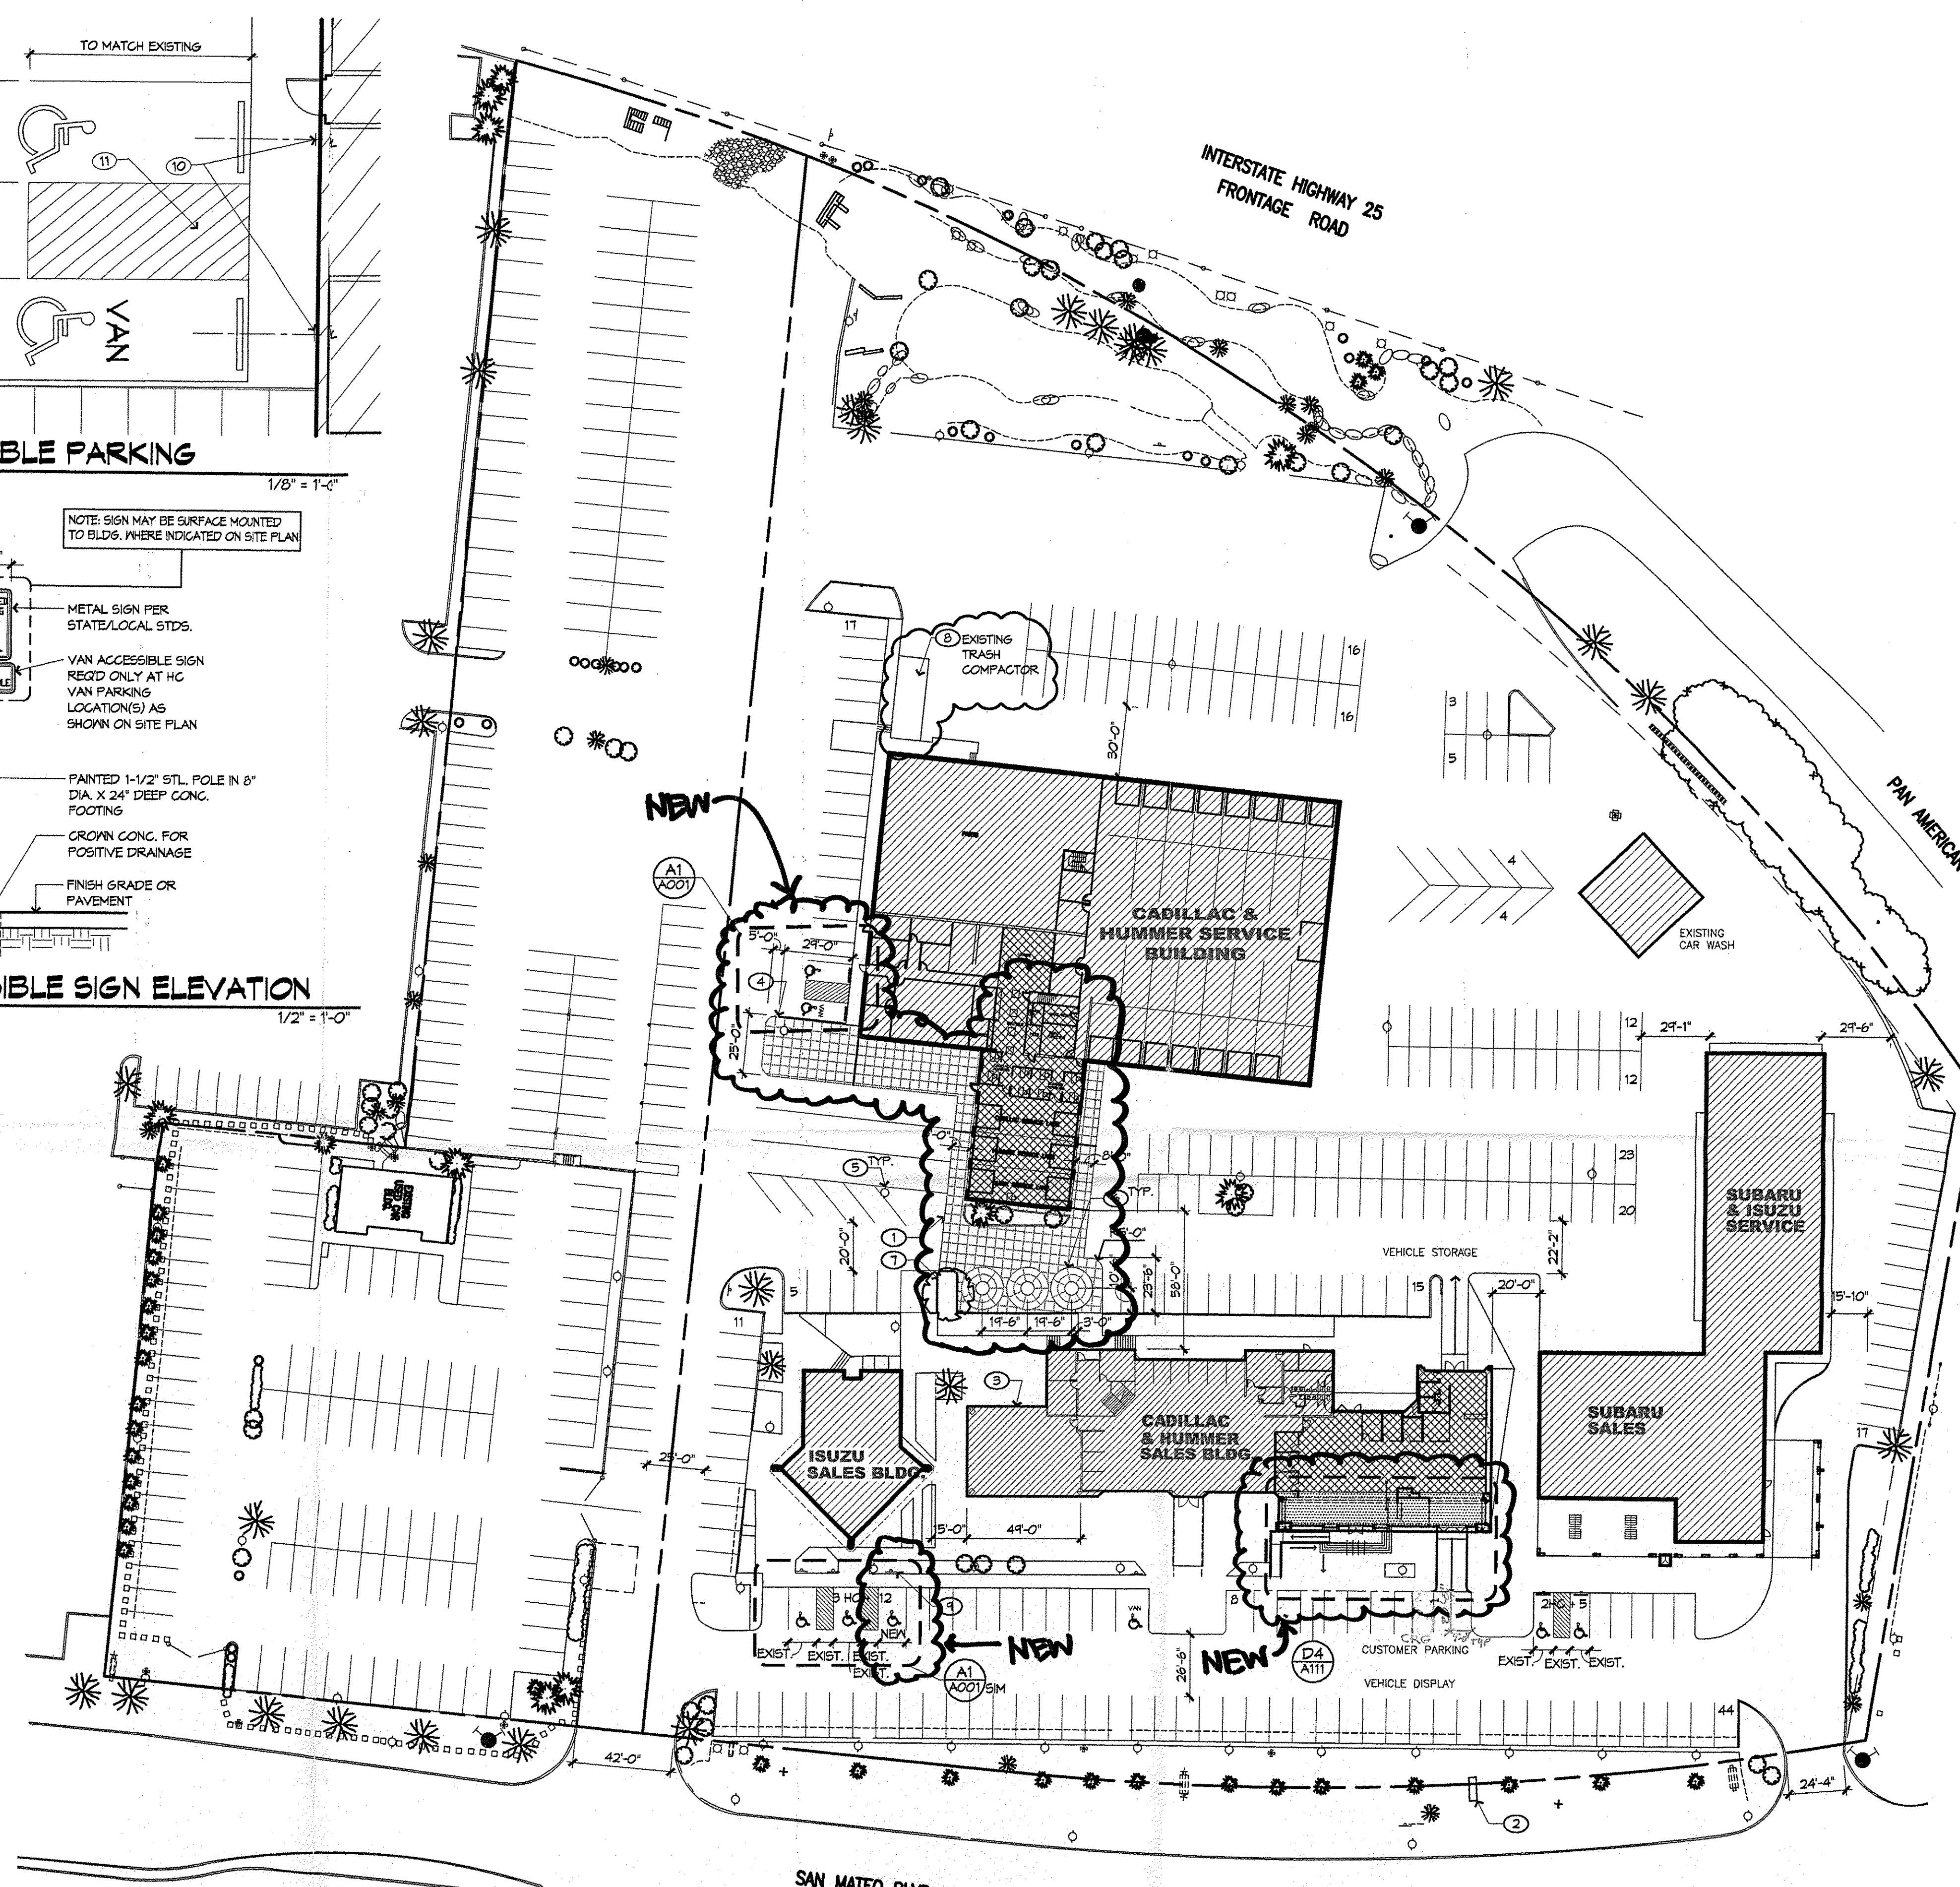 TO MATCH EXISTING
11
10
VAN
BLE PARKING
1/8" = 1'-0"
NOTE: SIGN MAY BE SURFACE MOUNTED
TO BLDG. WHERE INDICATED ON SITE PLAN
METAL SIGN PER
STATE/LOCAL STDS.
VAN ACCESSIBLE SIGN
REQ'D ONLY AT HC
VAN PARKING
LOCATION(S) AS
SHOWN ON SITE PLAN
PAINTED 1-1/2" STL. POLE IN 8"
DIA. X 24" DEEP CONC.
FOOTING
CROWN CONC. FOR
POSITIVE DRAINAGE
FINISH GRADE OR
PAVEMENT
IBLE SIGN ELEVATION
1/2" = 1'-0"
INTERSTATE HIGHWAY 25
FRONTAGE ROAD
PAN AMERICAN
17
8 EXISTING
TRASH
COMPACTOR
16
16
30'-0"
3
5
NEW
A1
A001
5'-0"
29'-0"
4
25'-0"
PARTS
CADILLAC &
HUMMER SERVICE
BUILDING
4
4
EXISTING
CAR WASH
12
12
29'-1"
29'-6"
EXISTING
USED CAR
BLDG.
5 TYP.
TYP.
23
20
SUBARU
& ISUZU
SERVICE
1
7
20'-0"
23'-6"
58'-0"
VEHICLE STORAGE
22'-2"
20'-0"
15'-10"
5
11
15
19'-6"
19'-6"
3'-0"
3
ISUZU
SALES BLDG.
CADILLAC
& HUMMER
SALES BLDG.
SUBARU
SALES
17
25'-0"
5'-0"
49'-0"
3 HC
12
9
NEW
EXIST.
EXIST.
EXIST.
EXIST.
NEW
A1
A001 SIM
VAN
8
NEW
D4
A111
CUSTOMER PARKING
VEHICLE DISPLAY
2HC + 5
EXIST.
EXIST.
EXIST.
26'-6"
44
42'-0"
24'-4"
2
SAN MATEO